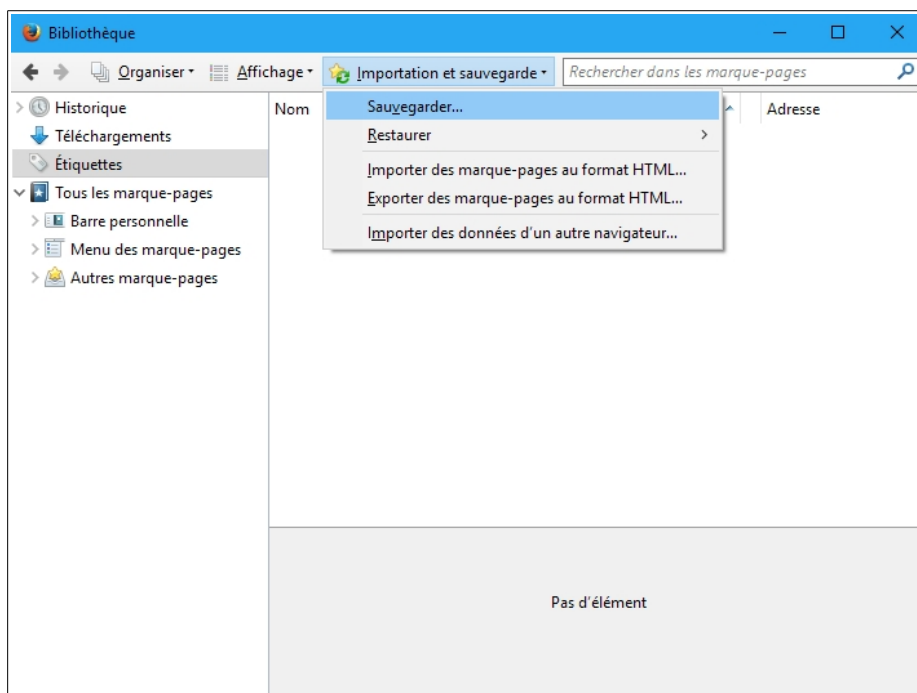 Bibliothèque
Organiser Affichage Importation et sauvegarde Rechercher dans les marque-pages
Historique
Téléchargements
Étiquettes
Tous les marque-pages
Barre personnelle
Menu des marque-pages
Autres marque-pages
Nom Adresse
Sauvegarder...
Restaurer
Importer des marque-pages au format HTML...
Exporter des marque-pages au format HTML...
Importer des données d'un autre navigateur...
Pas d'élément